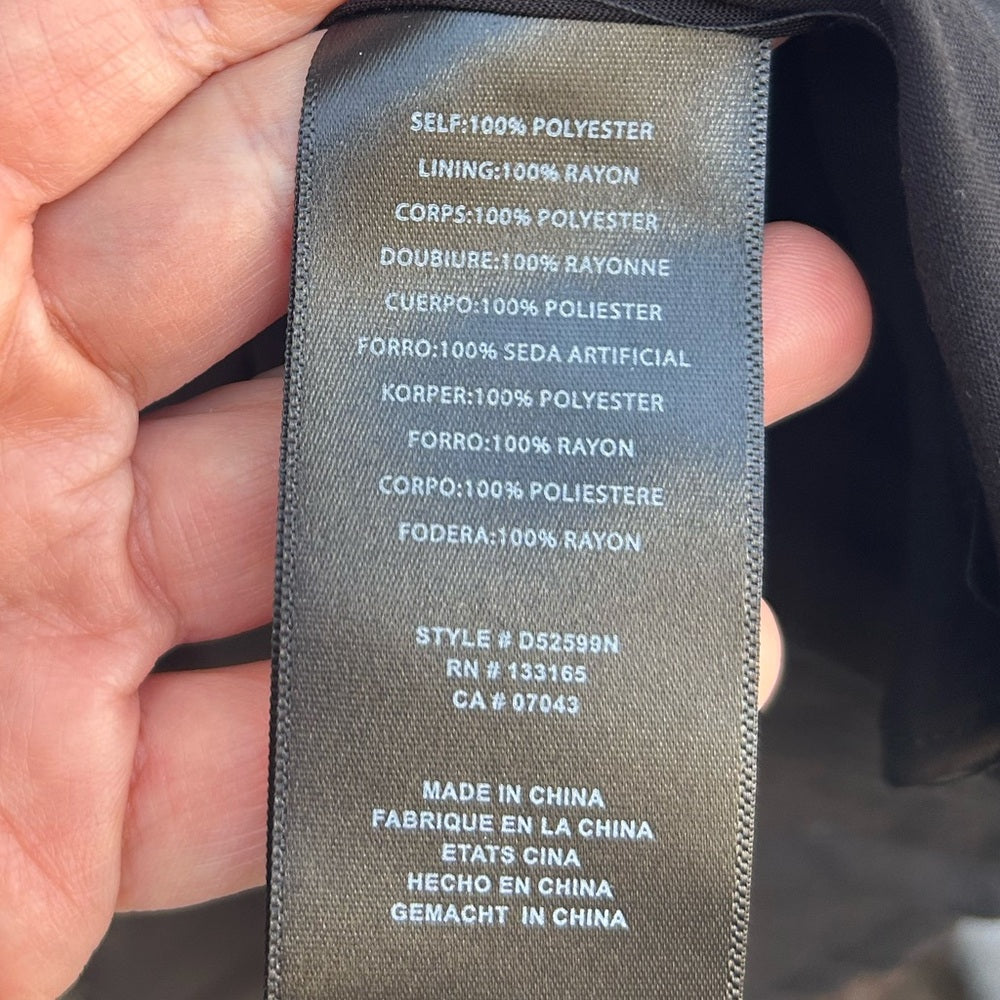 SELF:100% POLYESTER
LINING:100% RAYON
CORPS:100% POLYESTER
DOUBIURE:100% RAYONNE
CUERPO:100% POLIESTER
FORRO:100% SEDA ARTIFICIAL
KORPER:100% POLYESTER
FORRO:100% RAYON
CORPO:100% POLIESTERE
FODERA:100% RAYON
STYLE # D52599N
RN # 133165
CA # 07043
MADE IN CHINA
FABRIQUE EN LA CHINA
ETATS CINA
HECHO EN CHINA
GEMACHT IN CHINA